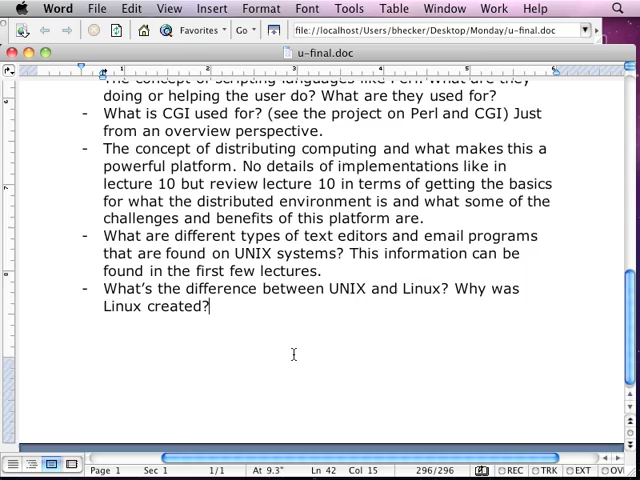 Word File Edit View Insert Format Font Tools Table Window Work Help
Favorites Go file://localhost/Users/bhecker/Desktop/Monday/u-final.doc
u-final.doc
1 2 3 4 5
doing or helping the user do? What are they used for?
- What is CGI used for? (see the project on Perl and CGI) Just
from an overview perspective.
- The concept of distributing computing and what makes this a
powerful platform. No details of implementations like in
lecture 10 but review lecture 10 in terms of getting the basics
for what the distributed environment is and what some of the
challenges and benefits of this platform are.
- What are different types of text editors and email programs
that are found on UNIX systems? This information can be
found in the first few lectures.
- What's the difference between UNIX and Linux? Why was
Linux created?
Page 1 Sec 1 1/1 At 9.3" Ln 42 Col 15 296/296 REC TRK EXT OV